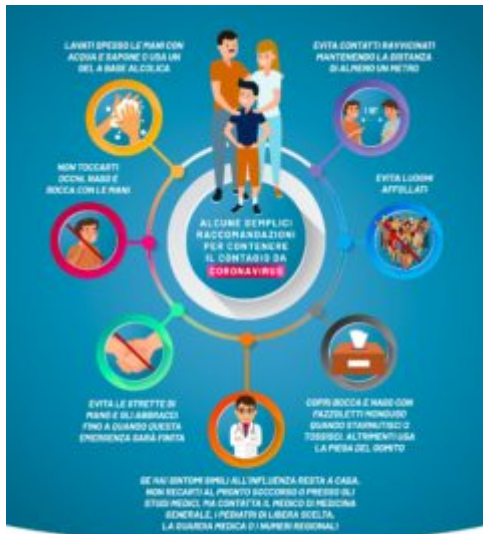 LAVATI SPESSO LE MANI CON
ACQUA E SAPONE O USA UN
GEL A BASE ALCOLICA
EVITA CONTATTI RAVVICINATI
MANTENENDO LA DISTANZA
DI ALMENO UN METRO
NON TOCCARTI
OCCHI, NASO E
BOCCA CON LE MANI
EVITA LUOGHI
AFFOLLATI
ALCUNE SEMPLICI
RACCOMANDAZIONI
PER CONTENERE
IL CONTAGIO DA
CORONAVIRUS
EVITA LE STRETTE DI
MANO E GLI ABBRACCI
FINO A QUANDO QUESTA
EMERGENZA SARÀ FINITA
COPRI BOCCA E NASO CON
FAZZOLETTI MONOUSO
QUANDO STARNUTISCI O
TOSSISCI. ALTRIMENTI USA
LA PIEGA DEL GOMITO
SE HAI SINTOMI SIMILI ALL'INFLUENZA RESTA A CASA,
NON RECARTI AL PRONTO SOCCORSO O PRESSO GLI
STUDI MEDICI, MA CONTATTA IL MEDICO DI MEDICINA
GENERALE, I PEDIATRI DI LIBERA SCELTA,
LA GUARDIA MEDICA O I NUMERI REGIONALI